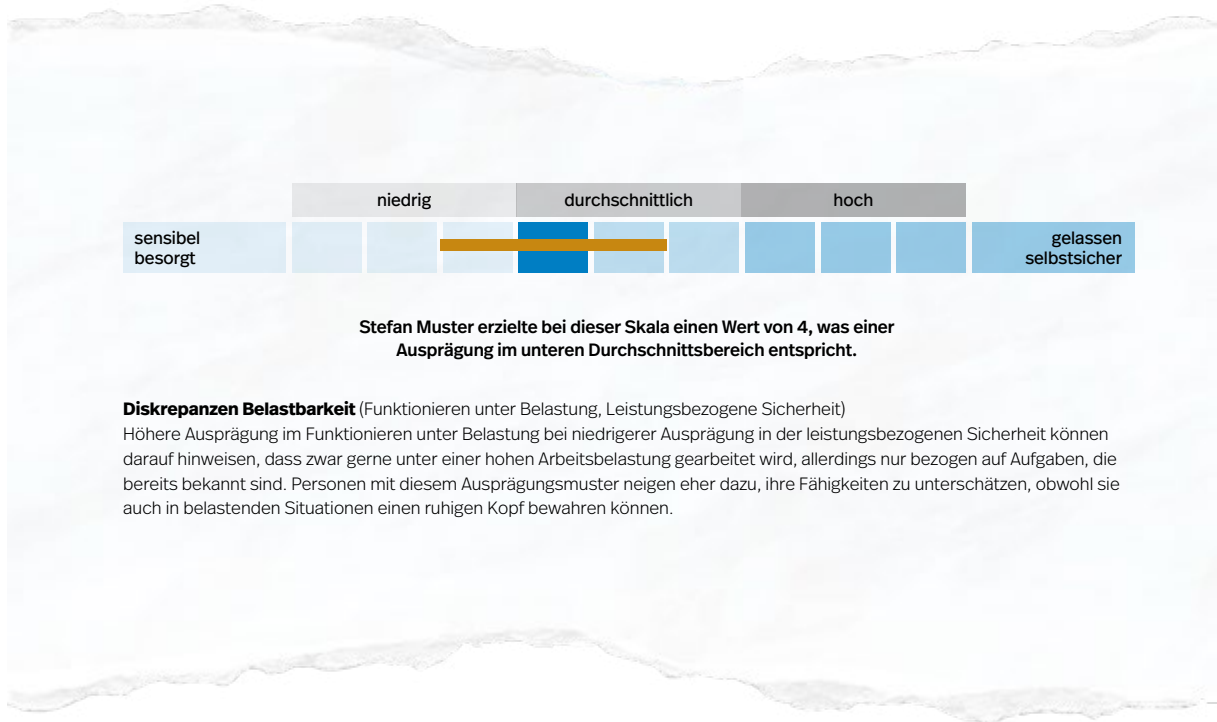 niedrig durchschnittlich hoch
sensibel
besorgt
gelassen
selbstsicher
Stefan Muster erzielte bei dieser Skala einen Wert von 4, was einer
Ausprägung im unteren Durchschnittsbereich entspricht.
Diskrepanzen Belastbarkeit (Funktionieren unter Belastung, Leistungsbezogene Sicherheit)
Höhere Ausprägung im Funktionieren unter Belastung bei niedrigerer Ausprägung in der leistungsbezogenen Sicherheit können
darauf hinweisen, dass zwar gerne unter einer hohen Arbeitsbelastung gearbeitet wird, allerdings nur bezogen auf Aufgaben, die
bereits bekannt sind. Personen mit diesem Ausprägungsmuster neigen eher dazu, ihre Fähigkeiten zu unterschätzen, obwohl sie
auch in belastenden Situationen einen ruhigen Kopf bewahren können.